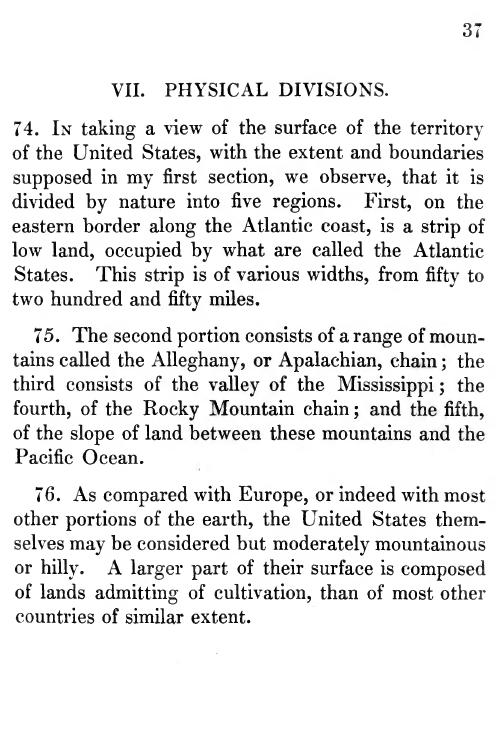 37
VII. PHYSICAL DIVISIONS.
74. IN taking a view of the surface of the territory
of the United States, with the extent and boundaries
supposed in my first section, we observe, that it is
divided by nature into five regions. First, on the
eastern border along the Atlantic coast, is a strip of
low land, occupied by what are called the Atlantic
States. This strip is of various widths, from fifty to
two hundred and fifty miles.
75. The second portion consists of a range of moun-
tains called the Alleghany, or Apalachian, chain; the
third consists of the valley of the Mississippi; the
fourth, of the Rocky Mountain chain; and the fifth,
of the slope of land between these mountains and the
Pacific Ocean.
76. As compared with Europe, or indeed with most
other portions of the earth, the United States them-
selves may be considered but moderately mountainous
or hilly. A larger part of their surface is composed
of lands admitting of cultivation, than of most other
countries of similar extent.